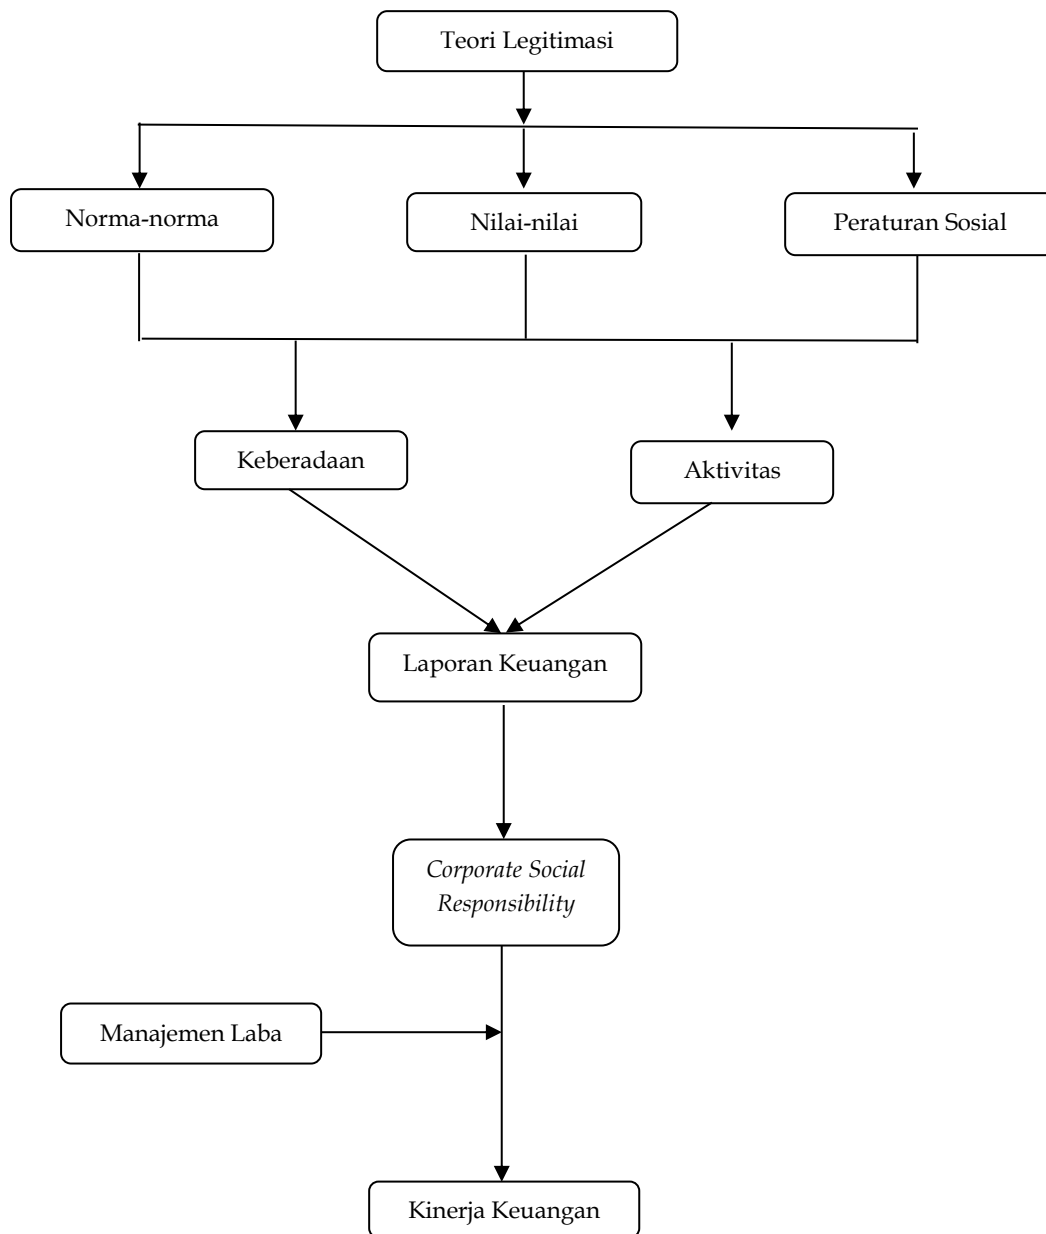 Teori Legitimasi
Norma-norma
Nilai-nilai
Peraturan Sosial
Keberadaan
Aktivitas
Laporan Keuangan
Corporate Social
Responsibility
Manajemen Laba
Kinerja Keuangan